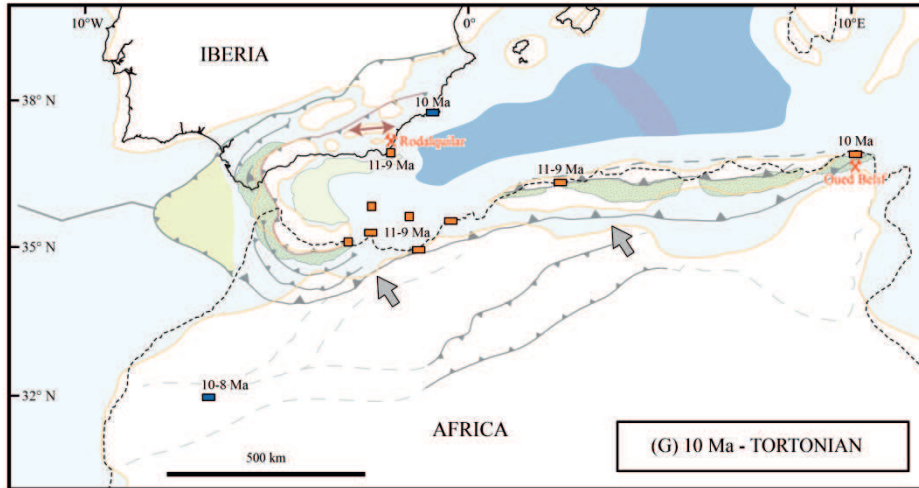 10°W
0°
10°E
IBERIA
38° N
10 Ma
Rodalquilar
11-9 Ma
10 Ma
11-9 Ma
Oued Belif
11-9 Ma
35° N
10-8 Ma
32° N
AFRICA
500 km
(G) 10 Ma - TORTONIAN